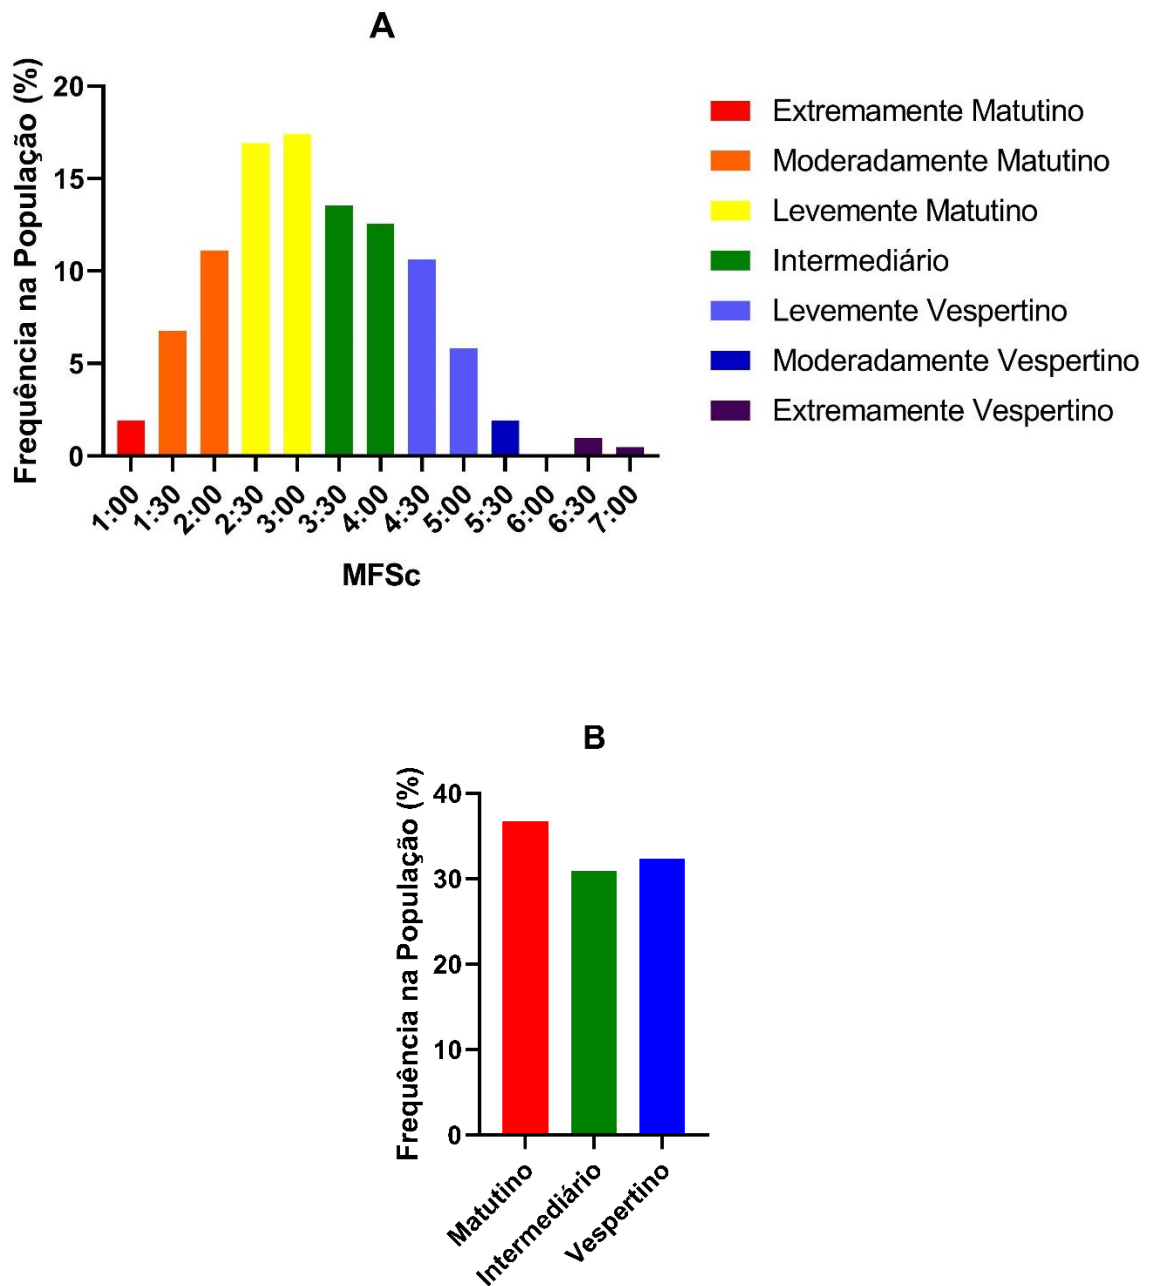 A
Frequência na População (%)
20
15
10
5
0
1:00
1:30
2:00
2:30
3:00
3:30
4:00
4:30
5:00
5:30
6:00
6:30
7:00
MFSc
Extremamente Matutino
Moderadamente Matutino
Levemente Matutino
Intermediário
Levemente Vespertino
Moderadamente Vespertino
Extremamente Vespertino
B
Frequência na População (%)
40
30
20
10
0
Matutino
Intermediário
Vespertino